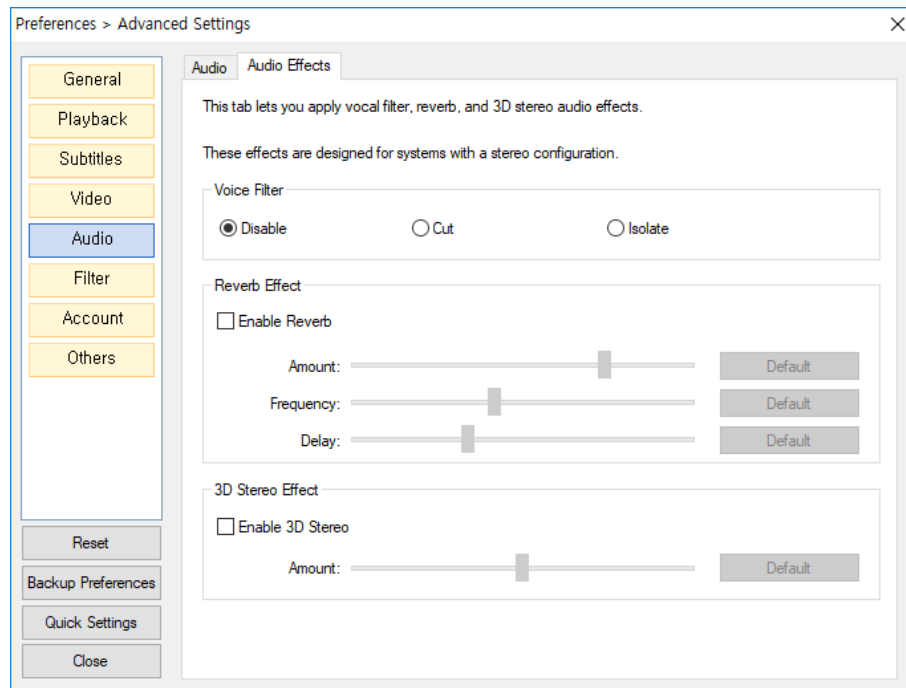 Preferences > Advanced Settings
General
Playback
Subtitles
Video
Audio
Filter
Account
Others
Reset
Backup Preferences
Quick Settings
Close
Audio Audio Effects
This tab lets you apply vocal filter, reverb, and 3D stereo audio effects.
These effects are designed for systems with a stereo configuration.
Voice Filter
Disable Cut Isolate
Reverb Effect
Enable Reverb
Amount: Default
Frequency: Default
Delay: Default
3D Stereo Effect
Enable 3D Stereo
Amount: Default